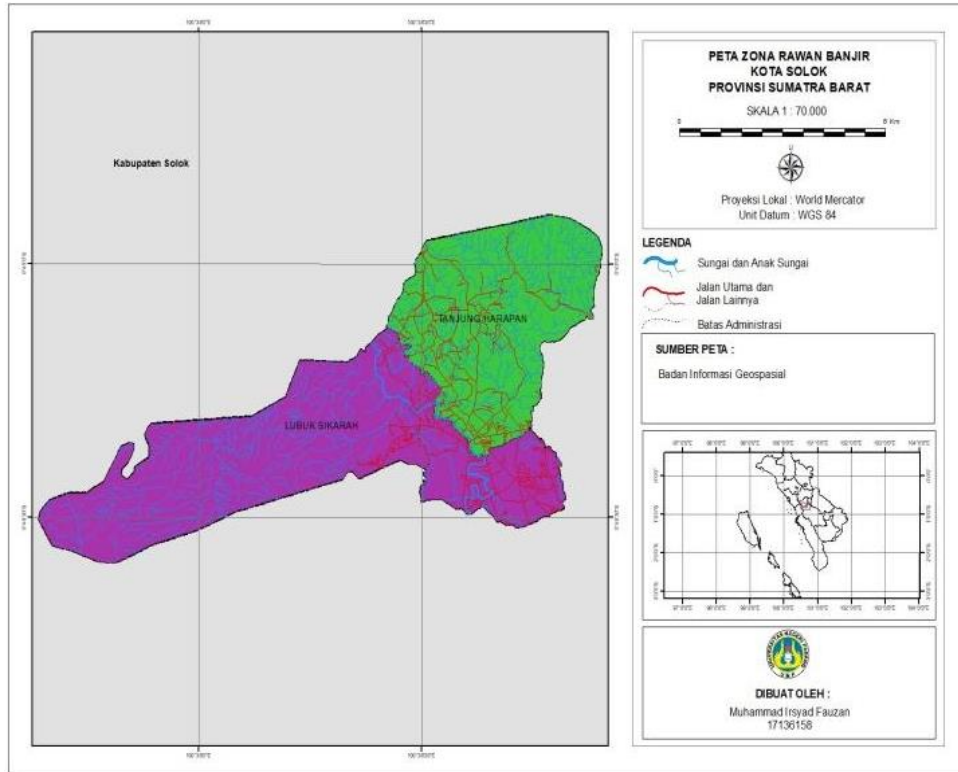 Kabupaten Solok
TANJUNG HARAPAN
LUBUK SIKARAH
PETA ZONA RAWAN BANJIR
KOTA SOLOK
PROVINSI SUMATRA BARAT
SKALA 1 : 70.000
Km
Proyeksi Lokal : World Mercator
Unit Datum : WGS 84
LEGENDA
Sungai dan Anak Sungai
Jalan Utama dan
Jalan Lainnya
Batas Administrasi
SUMBER PETA :
Badan Informasi Geospasial
DIBUAT OLEH :
Muhammad Irsyad Fauzan
17136158